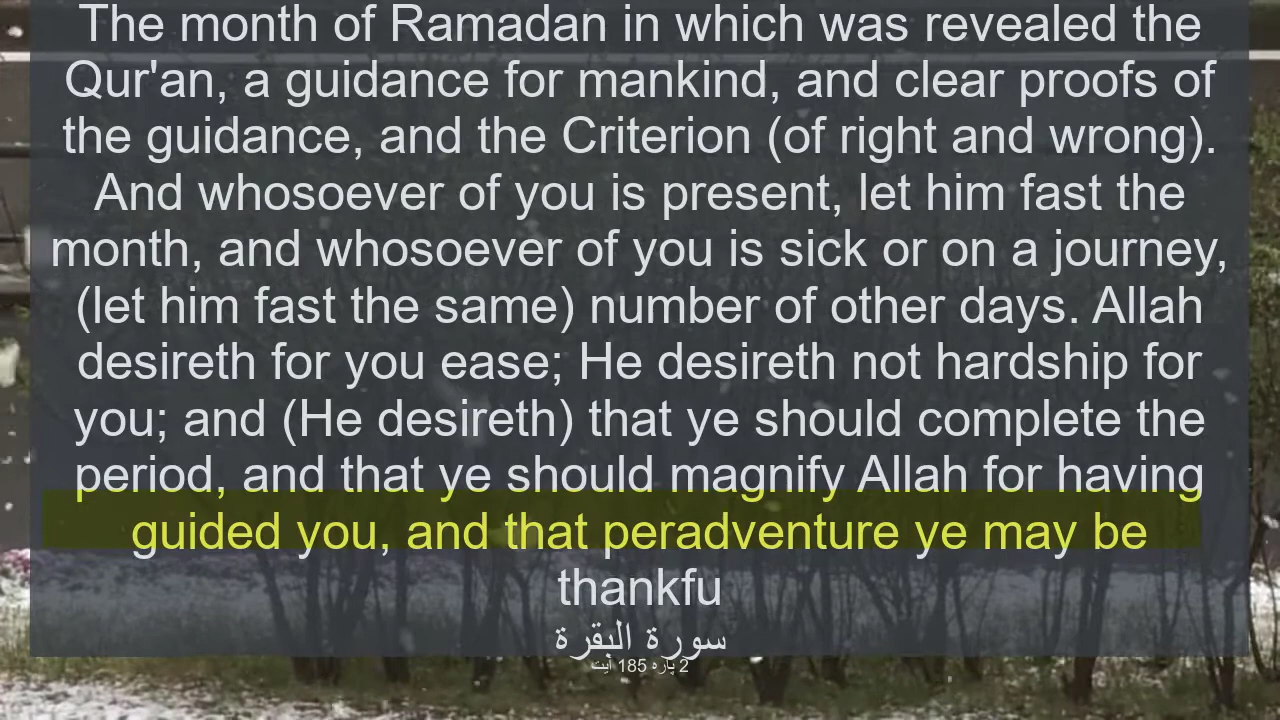 The month of Ramadan in which was revealed the
Qur'an, a guidance for mankind, and clear proofs of
the guidance, and the Criterion (of right and wrong).
And whosoever of you is present, let him fast the
month, and whosoever of you is sick or on a journey,
(let him fast the same) number of other days. Allah
desireth for you ease; He desireth not hardship for
you; and (He desireth) that ye should complete the
period, and that ye should magnify Allah for having
guided you, and that peradventure ye may be
thankfu
سورة البقرة
2 پارہ 185 آیت